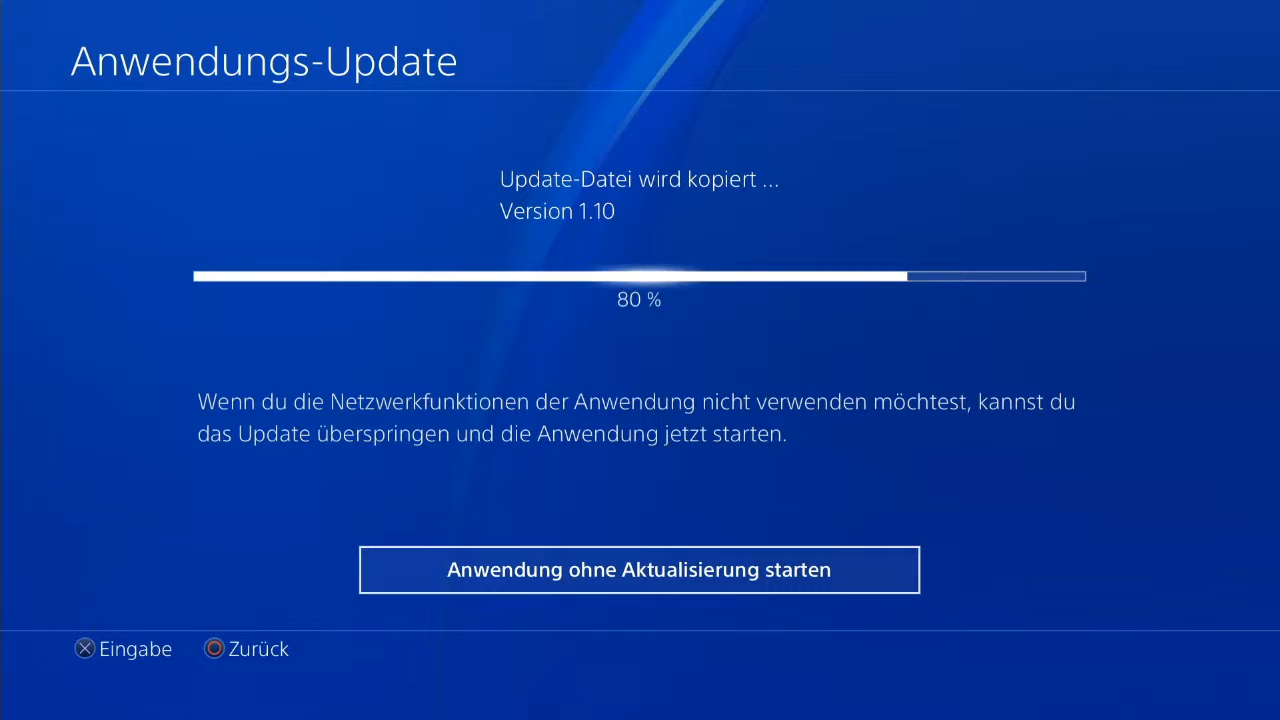 Anwendungs-Update
Update-Datei wird kopiert ...
Version 1.10
80 %
Wenn du die Netzwerkfunktionen der Anwendung nicht verwenden möchtest, kannst du
das Update überspringen und die Anwendung jetzt starten.
Anwendung ohne Aktualisierung starten
Eingabe Zurück